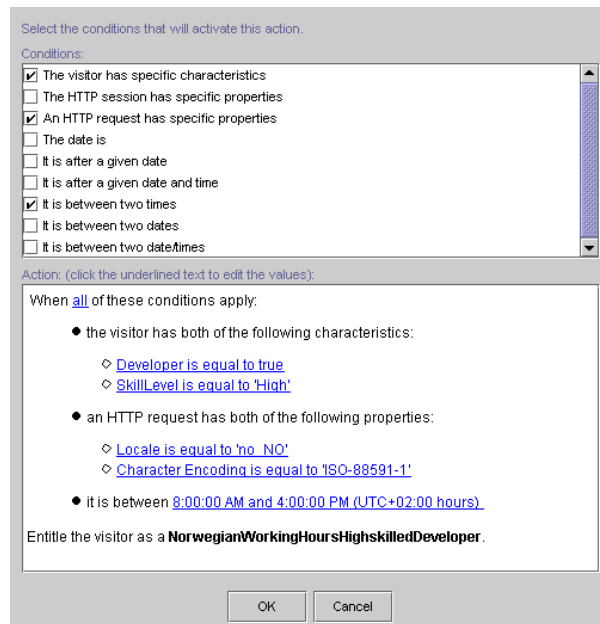 Select the conditions that will activate this action.
Conditions:
The visitor has specific characteristics
The HTTP session has specific properties
An HTTP request has specific properties
The date is
It is after a given date
It is after a given date and time
It is between two times
It is between two dates
It is between two date/times
Action: (click the underlined text to edit the values):
When all of these conditions apply:
the visitor has both of the following characteristics:
Developer is equal to true
SkillLevel is equal to 'High'
an HTTP request has both of the following properties:
Locale is equal to 'no_NO'
Character Encoding is equal to 'ISO-88591-1'
it is between 8:00:00 AM and 4:00:00 PM (UTC+02:00 hours)
Entitle the visitor as a NorwegianWorkingHoursHighskilledDeveloper.
OK Cancel